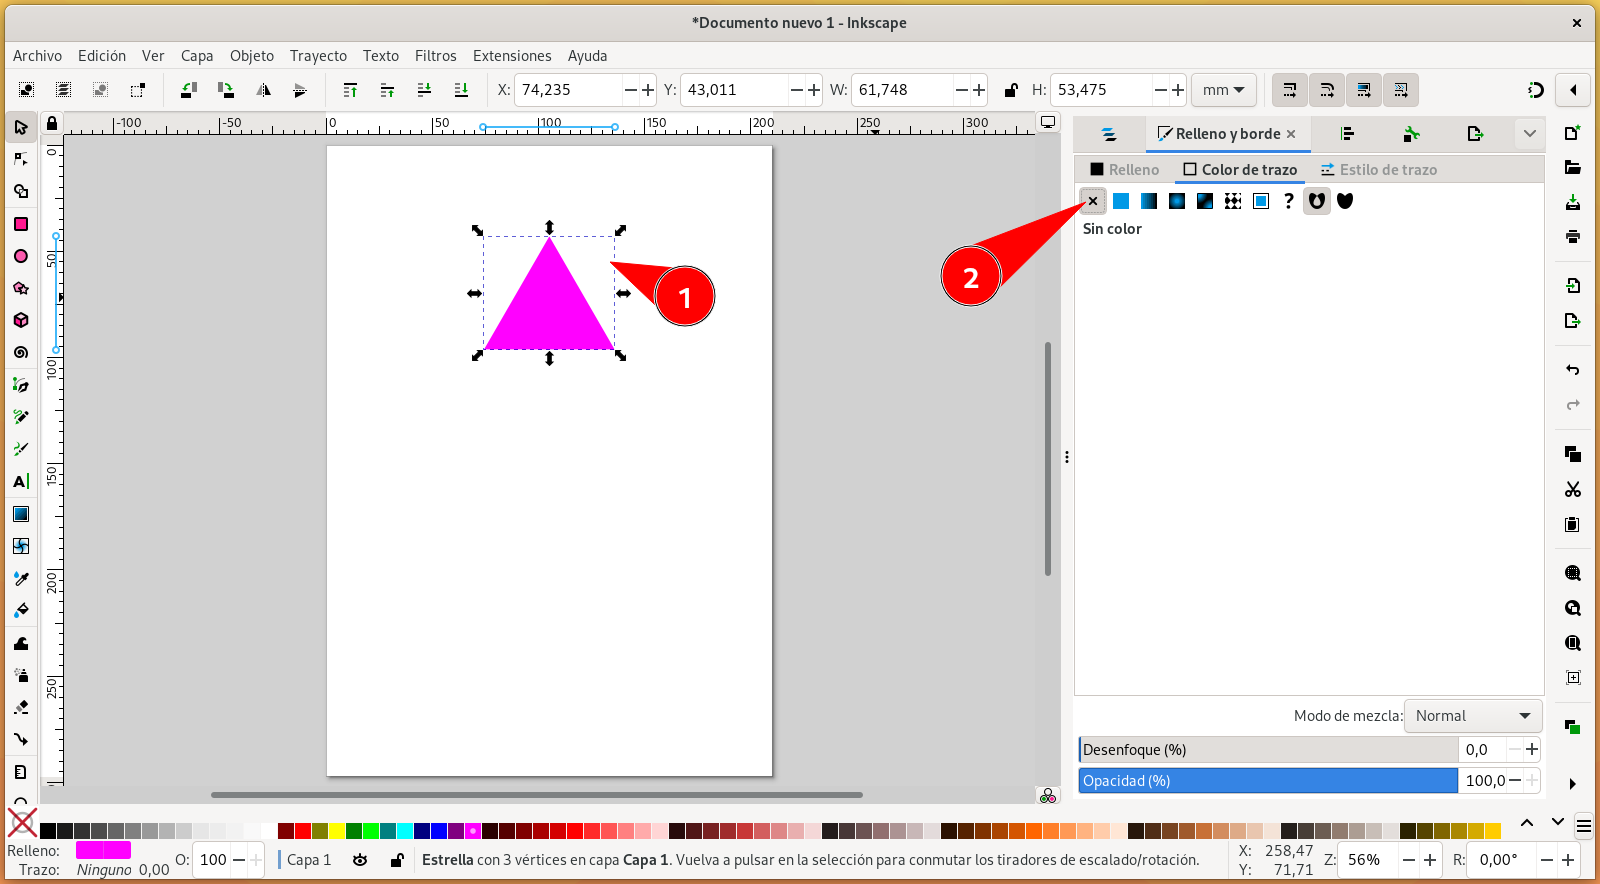 *Documento nuevo 1 - Inkscape
Archivo Edición Ver Capa Objeto Trayecto Texto Filtros Extensiones Ayuda
X: 74,235 Y: 43,011 W: 61,748 H: 53,475 mm
-100 -50 0 50 100 150 200 250 300
Relleno y borde
Relleno Color de trazo Estilo de trazo
?
Sin color
0
50
100
150
200
250
1
2
A
Modo de mezcla: Normal
Desenfoque (%) 0,0
Opacidad (%) 100,0
Relleno:
Trazo: Ninguno 0,00
O: 100
Capa 1
Estrella con 3 vértices en capa Capa 1. Vuelva a pulsar en la selección para conmutar los tiradores de escalado/rotación.
X: 258,47
Y: 71,71
Z: 56%
R: 0,00°